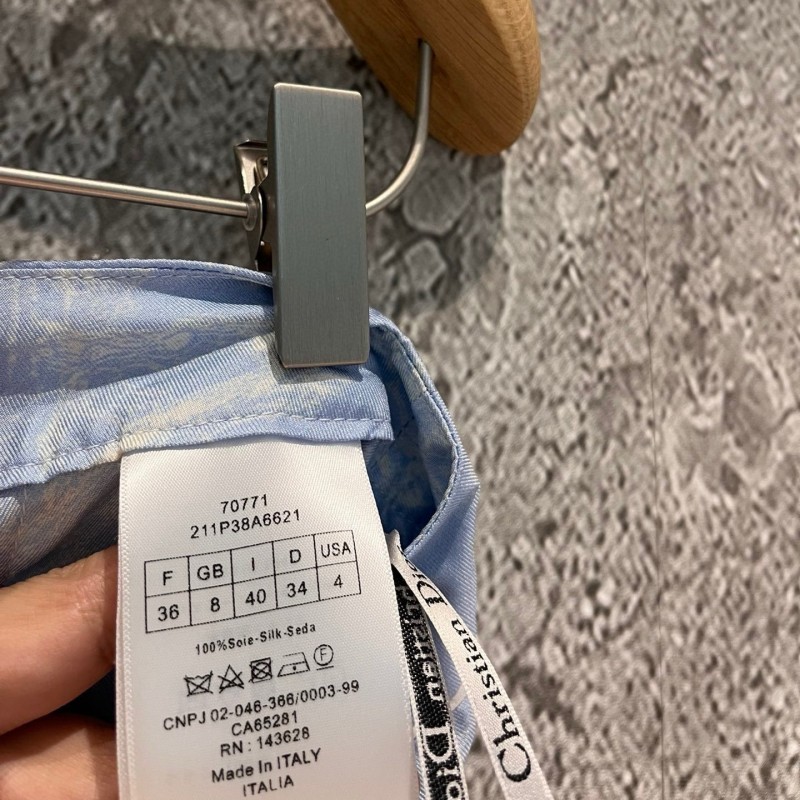 70771
211P38A6621
F GB I D USA
36 8 40 34 4
100%Soie-Silk-Seda
F
CNPJ 02-046-366/0003-99
CA65281
RN : 143628
Made In ITALY
ITALIA
Christian Dior
Christian Dior